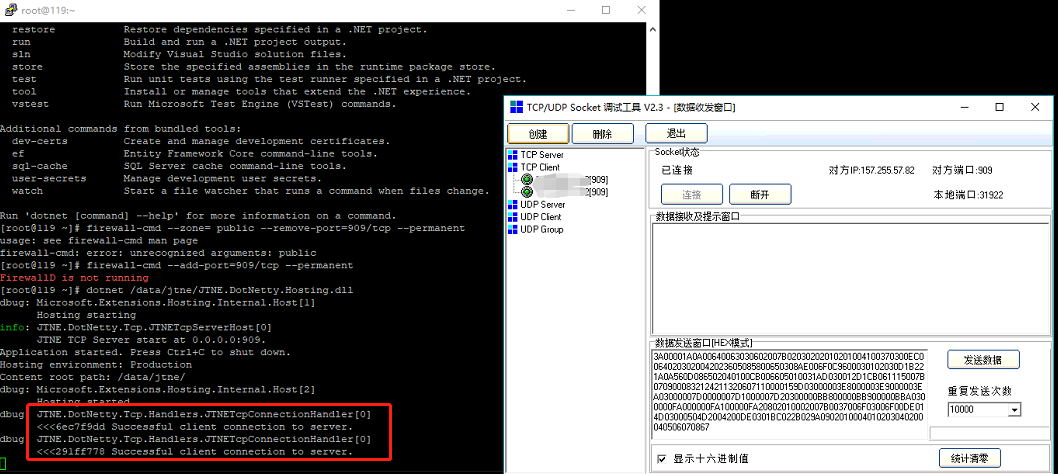 root@119:~
restore Restore dependencies specified in a .NET project.
run Build and run a .NET project output.
sln Modify Visual Studio solution files.
store Store the specified assemblies in the runtime package store.
test Run unit tests using the test runner specified in a .NET project.
tool Install or manage tools that extend the .NET experience.
vstest Run Microsoft Test Engine (VSTest) commands.
Additional commands from bundled tools:
dev-certs Create and manage development certificates.
ef Entity Framework Core command-line tools.
sql-cache SQL Server cache command-line tools.
user-secrets Manage development user secrets.
watch Start a file watcher that runs a command when files change.
Run 'dotnet [command] --help' for more information on a command.
[root@119 ~]# firewall-cmd --zone= public --remove-port=909/tcp --permanent
usage: see firewall-cmd man page
firewall-cmd: error: unrecognized arguments: public
[root@119 ~]# firewall-cmd --add-port=909/tcp --permanent
FirewallD is not running
[root@119 ~]# dotnet /data/jtne/JTNE.DotNetty.Hosting.dll
dbug: Microsoft.Extensions.Hosting.Internal.Host[1]
Hosting starting
info: JTNE.DotNetty.Tcp.JTNETcpServerHost[0]
JTNE TCP Server start at 0.0.0.0:909.
Application started. Press Ctrl+C to shut down.
Hosting environment: Production
Content root path: /data/jtne/
dbug: Microsoft.Extensions.Hosting.Internal.Host[2]
Hosting started
dbug JTNE.DotNetty.Tcp.Handlers.JTNETcpConnectionHandler[0]
<<<6ec7f9dd Successful client connection to server.
dbug JTNE.DotNetty.Tcp.Handlers.JTNETcpConnectionHandler[0]
<<<291ff778 Successful client connection to server.
TCP/UDP Socket 调试工具 V2.3 - [数据收发窗口]
创建 删除 退出
TCP Server
TCP Client
[909]
[909]
UDP Server
UDP Client
UDP Group
Socket状态
已连接 对方IP:157.255.57.82 对方端口:909
连接 断开 本地端口:31922
数据接收及提示窗口
数据发送窗口[HEX模式]
发送数据
重复发送次数
10000
显示十六进制值
统计清零